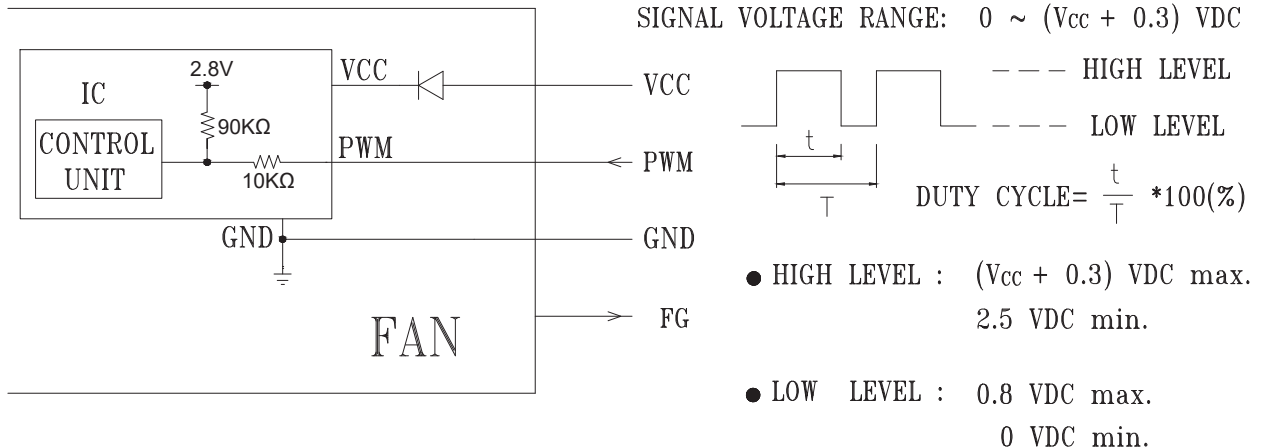 SIGNAL VOLTAGE RANGE: 0 ~ (Vcc + 0.3) VDC
IC
2.8V
90KΩ
10KΩ
CONTROL
UNIT
VCC
PWM
GND
VCC
PWM
GND
FG
FAN
HIGH LEVEL
LOW LEVEL
t
T
DUTY CYCLE= t/T *100(%)
● HIGH LEVEL : (Vcc + 0.3) VDC max.
2.5 VDC min.
● LOW LEVEL : 0.8 VDC max.
0 VDC min.